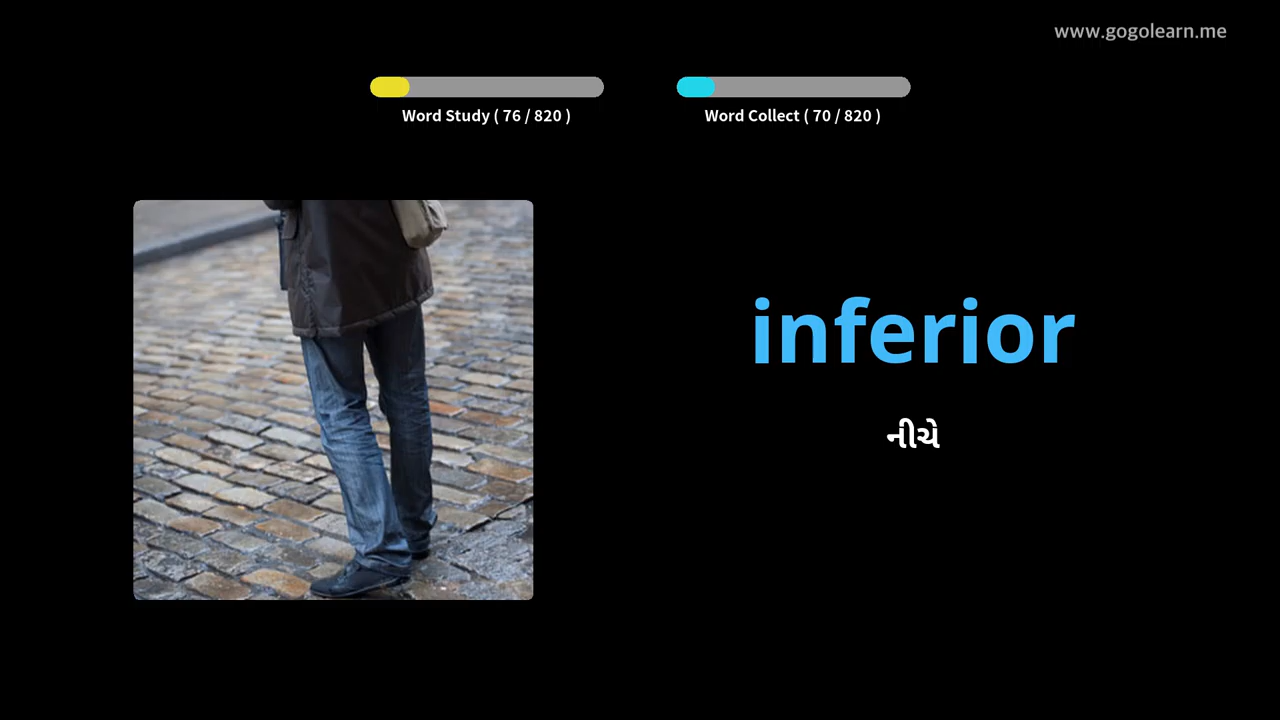 www.gogolearn.me
Word Study ( 76 / 820 )
Word Collect ( 70 / 820 )
inferior
નીચે